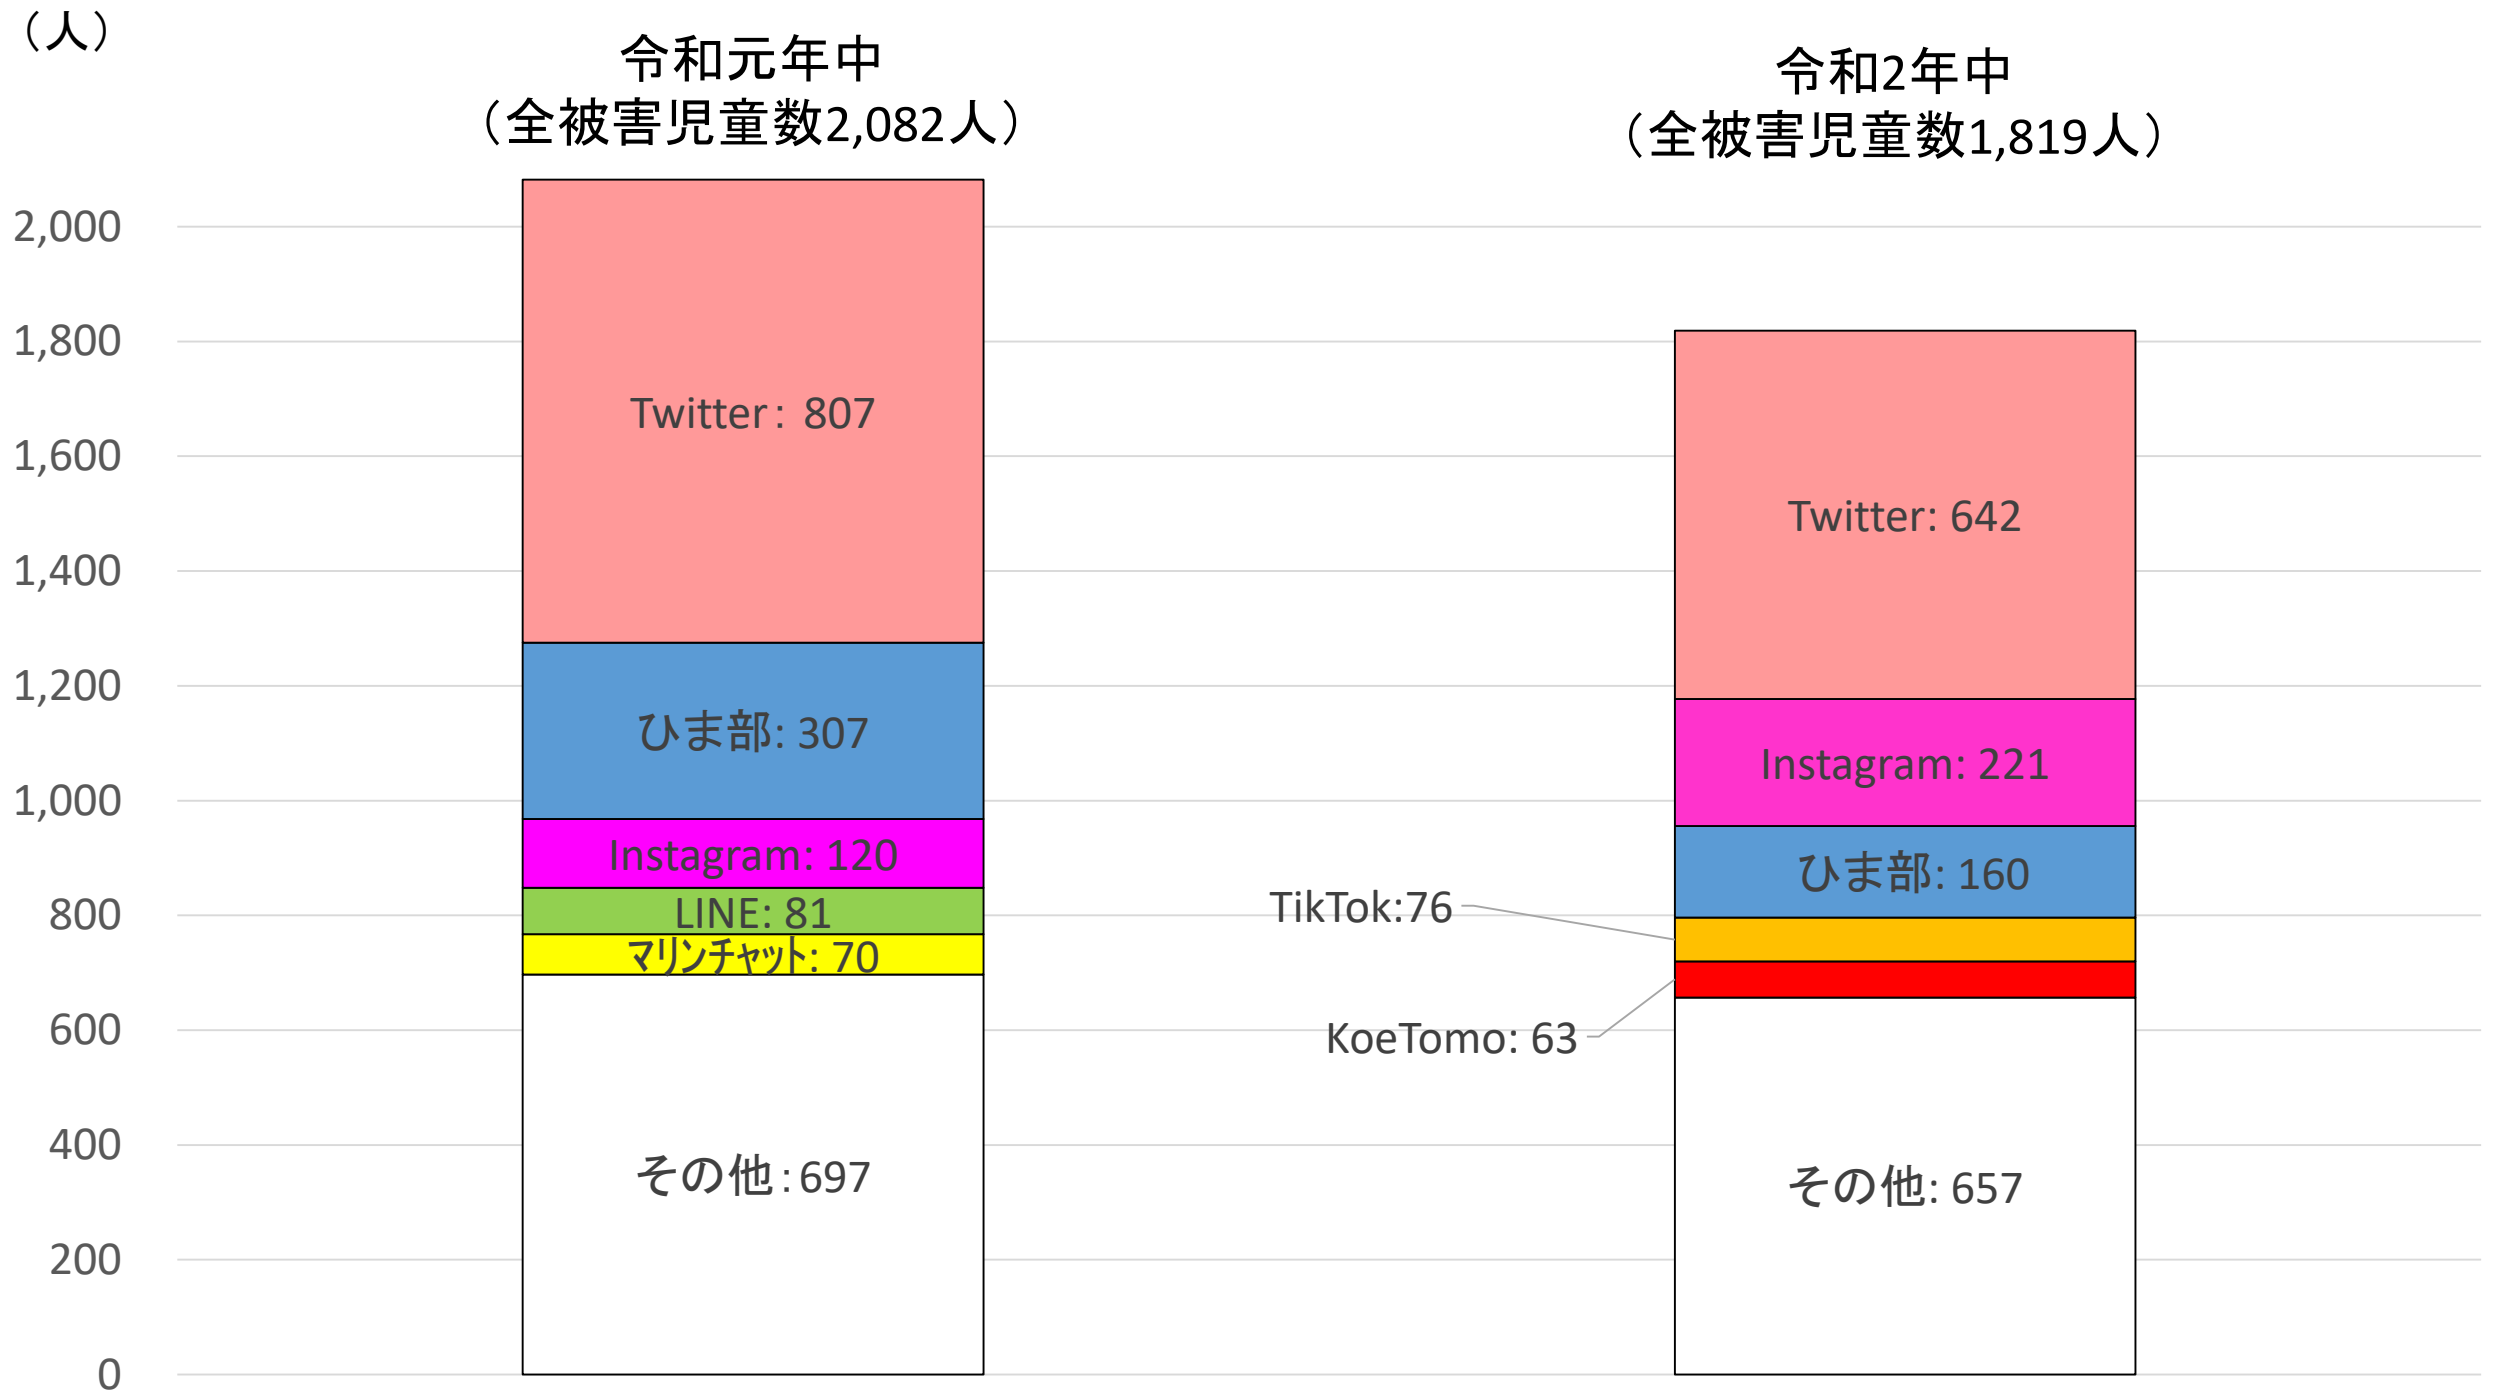 （人）
令和元年中
（全被害児童数2,082人）
令和2年中
（全被害児童数1,819人）
2,000
1,800
1,600
1,400
1,200
1,000
800
600
400
200
0
Twitter：807
ひま部: 307
Instagram: 120
LINE: 81
マリンチャット: 70
その他：697
Twitter: 642
Instagram: 221
ひま部: 160
TikTok:76
KoeTomo: 63
その他: 657